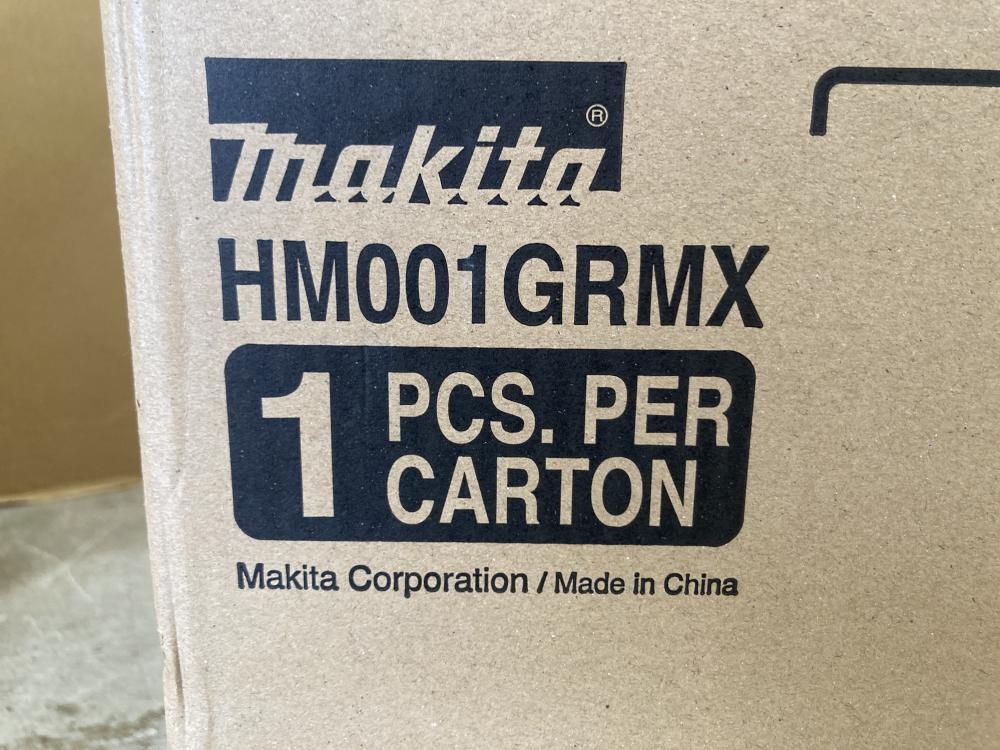 makita®
HM001GRMX
1 PCS. PER
CARTON
Makita Corporation / Made in China